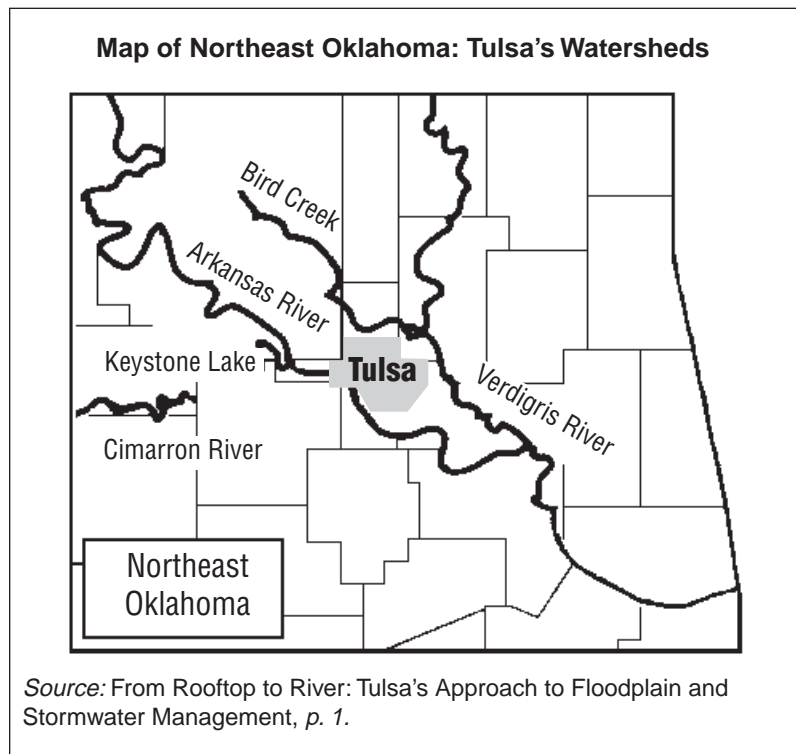 Map of Northeast Oklahoma: Tulsa's Watersheds
Bird Creek
Arkansas River
Keystone Lake
Tulsa
Verdigris River
Cimarron River
Northeast
Oklahoma
Source: From Rooftop to River: Tulsa's Approach to Floodplain and
Stormwater Management, p. 1.